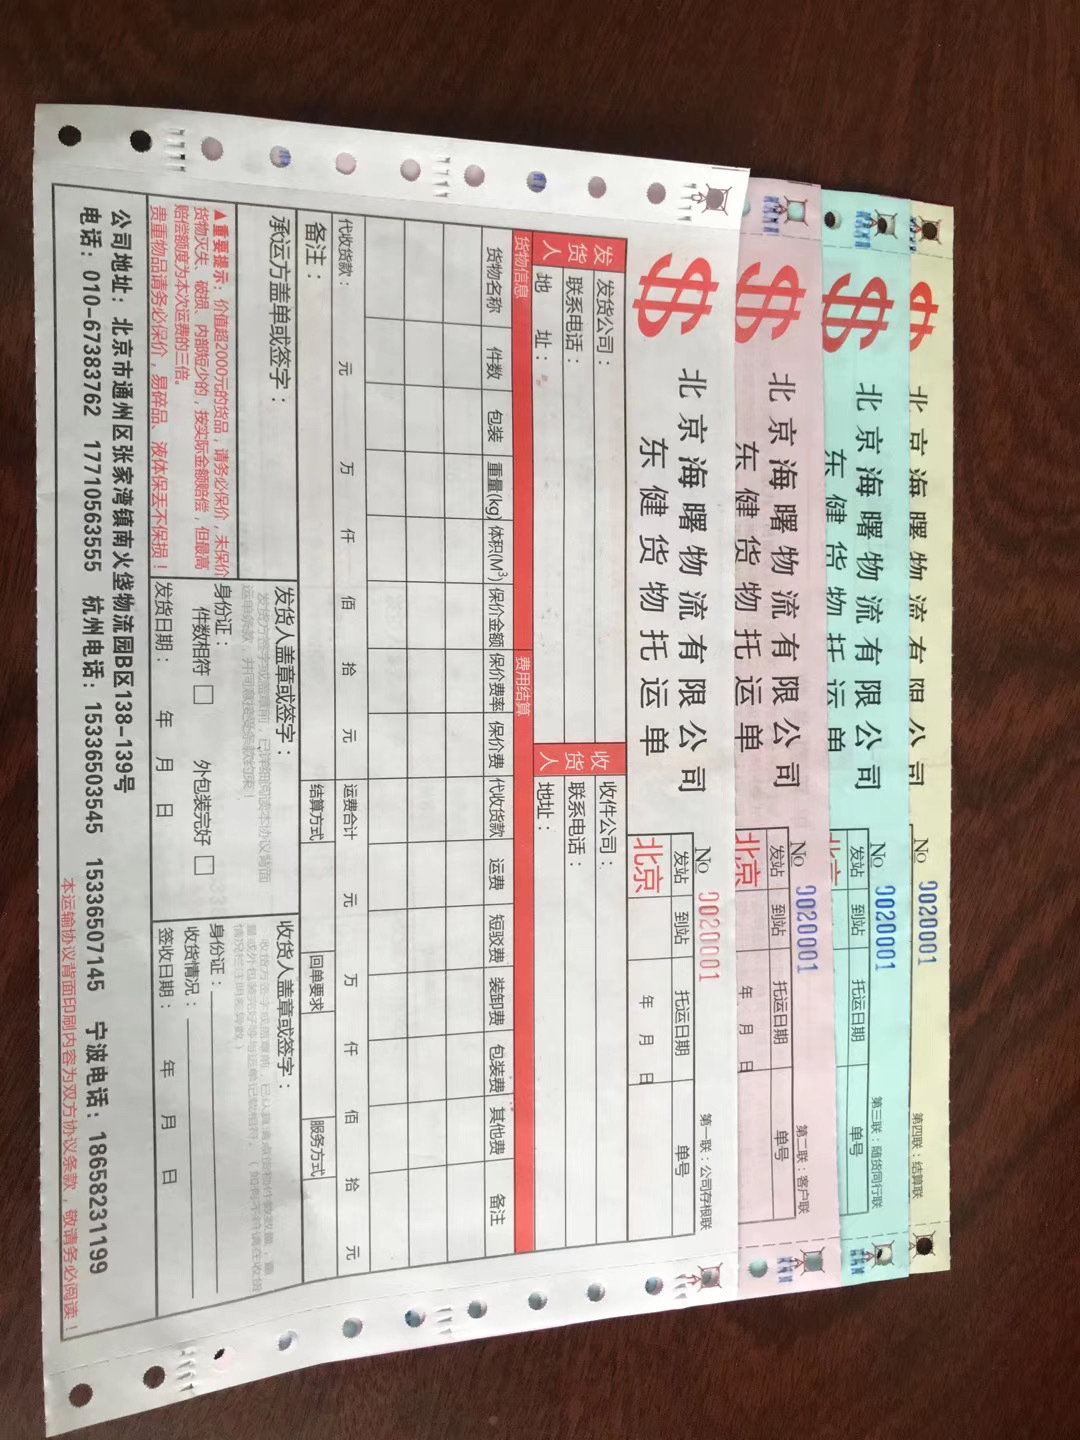 北京海曙物流有限公司
No
0020001
第四联：结算联
北京海曙物流有限公司
东健货物托运单
No
0020001
第三联：随货同行联
发站 到站 托运日期 单号
北京海曙物流有限公司
东健货物托运单
No
0020001
第二联：客户联
发站 到站 托运日期 单号
北京 年 月 日
北京海曙物流有限公司
东健货物托运单
No 0020001
第一联：公司存根联
发站 到站 托运日期 单号
北京 年 月 日
发货人 发货公司： 收货人 收件公司：
联系电话： 联系电话：
地 址： 地址：
货物信息 费用结算
货物名称 件数 包装 重量(kg) 体积(M³) 保价金额 保价费率 保价费 代收货款 运费 短驳费 装卸费 包装费 其他费 备注
代收货款： 元 万 仟 佰 拾 元 运费合计 元 万 仟 佰 拾 元
备注： 结算方式 回单要求 服务方式
承运方盖单或签字： 发货人盖章或签字： 收货人盖章或签字：
▲重要提示：价值超2000元的货品，请务必保价，未保价
货物灭失、破损、内部短少的，按实际金额赔偿，但最高
赔偿额度为本次运费的三倍。
贵重物品请务必保价，易碎品、液体保丢不保损！
身份证：
件数相符 □ 外包装完好 □
发货日期： 年 月 日
身份证：
收货情况：
签收日期： 年 月 日
公司地址：北京市通州区张家湾镇南火垡物流园B区138-139号
电话：010-67383762 17710563555 杭州电话：15336503545 15336507145 宁波电话：18658231199
本运输协议背面印刷内容为双方协议条款，敬请务必阅读！